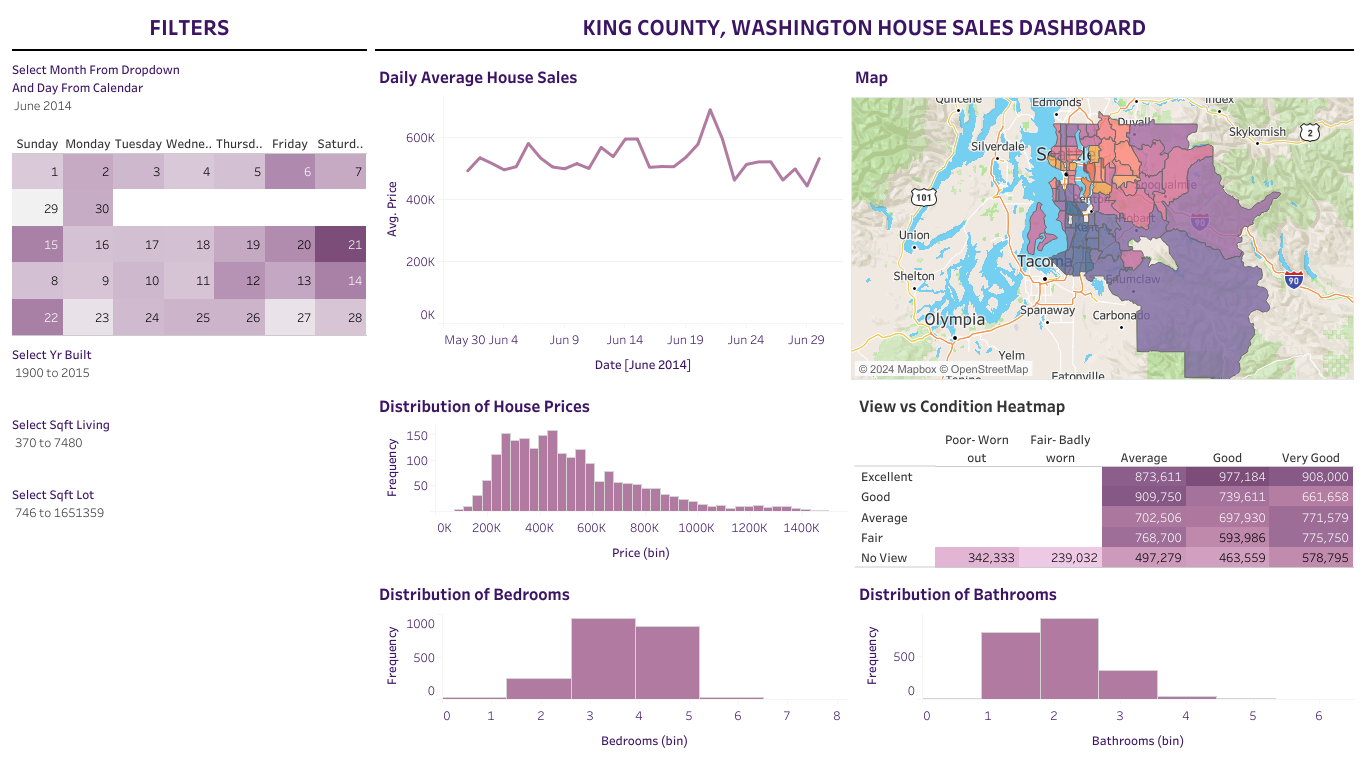 FILTERS
KING COUNTY, WASHINGTON HOUSE SALES DASHBOARD
Select Month From Dropdown
And Day From Calendar
June 2014
Sunday Monday Tuesday Wedne.. Thursd.. Friday Saturd..
1 2 3 4 5 6 7
29 30
15 16 17 18 19 20 21
8 9 10 11 12 13 14
22 23 24 25 26 27 28
Select Yr Built
1900 to 2015
Select Sqft Living
370 to 7480
Select Sqft Lot
746 to 1651359
Daily Average House Sales
Avg. Price
600K
400K
200K
0K
May 30 Jun 4 Jun 9 Jun 14 Jun 19 Jun 24 Jun 29
Date [June 2014]
Map
Edmonds
Duvall
Index
Skykomish
2
Silverdale
Snoqualmie
101
Hobart
90
Union
Kent
Tacoma
Shelton
Enumclaw
90
Olympia
Spanaway
Carbonado
Yelm
Eatonville
© 2024 Mapbox © OpenStreetMap
Distribution of House Prices
Frequency
150
100
50
0K 200K 400K 600K 800K 1000K 1200K 1400K
Price (bin)
View vs Condition Heatmap
Poor- Worn out
Fair- Badly worn
Average
Good
Very Good
Excellent 873,611 977,184 908,000
Good 909,750 739,611 661,658
Average 702,506 697,930 771,579
Fair 768,700 593,986 775,750
No View 342,333 239,032 497,279 463,559 578,795
Distribution of Bedrooms
Frequency
1000
500
0
0 1 2 3 4 5 6 7 8
Bedrooms (bin)
Distribution of Bathrooms
Frequency
500
0
0 1 2 3 4 5 6
Bathrooms (bin)